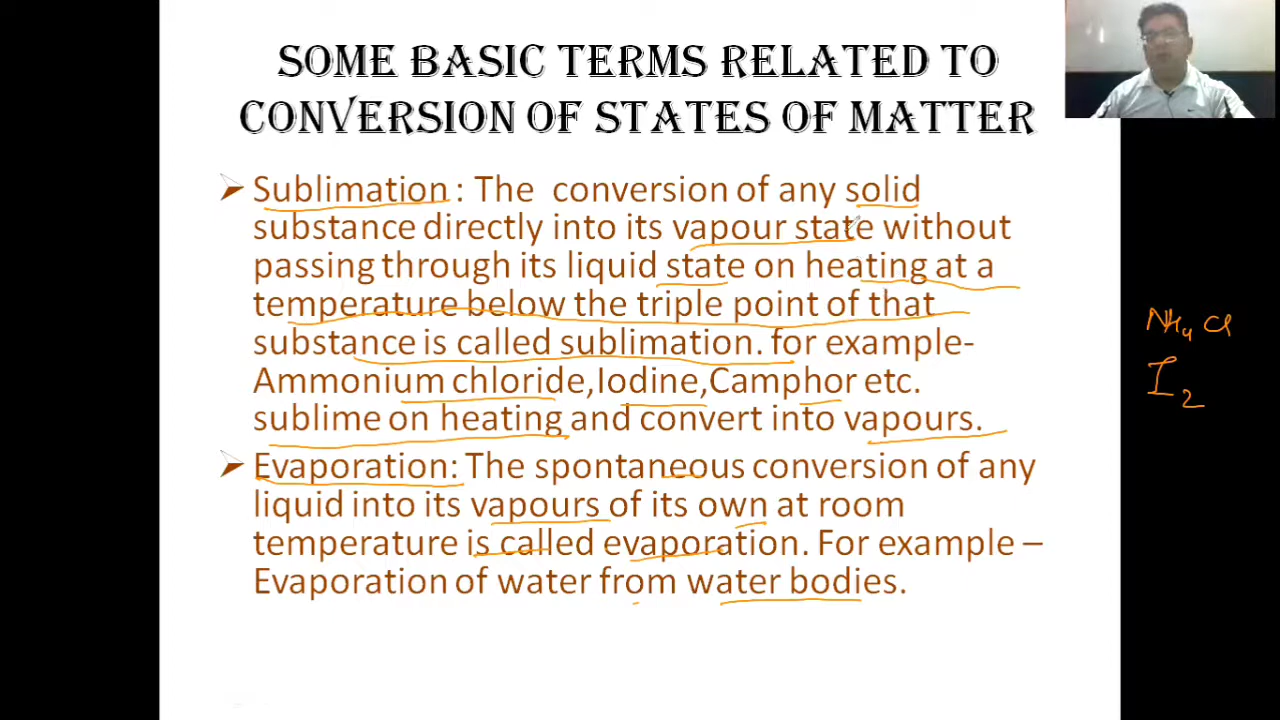 SOME BASIC TERMS RELATED TO
CONVERSION OF STATES OF MATTER
Sublimation : The conversion of any solid
substance directly into its vapour state without
passing through its liquid state on heating at a
temperature below the triple point of that
substance is called sublimation. for example-
Ammonium chloride,Iodine,Camphor etc.
sublime on heating and convert into vapours.
Evaporation: The spontaneous conversion of any
liquid into its vapours of its own at room
temperature is called evaporation. For example –
Evaporation of water from water bodies.
NH₄Cl
I₂